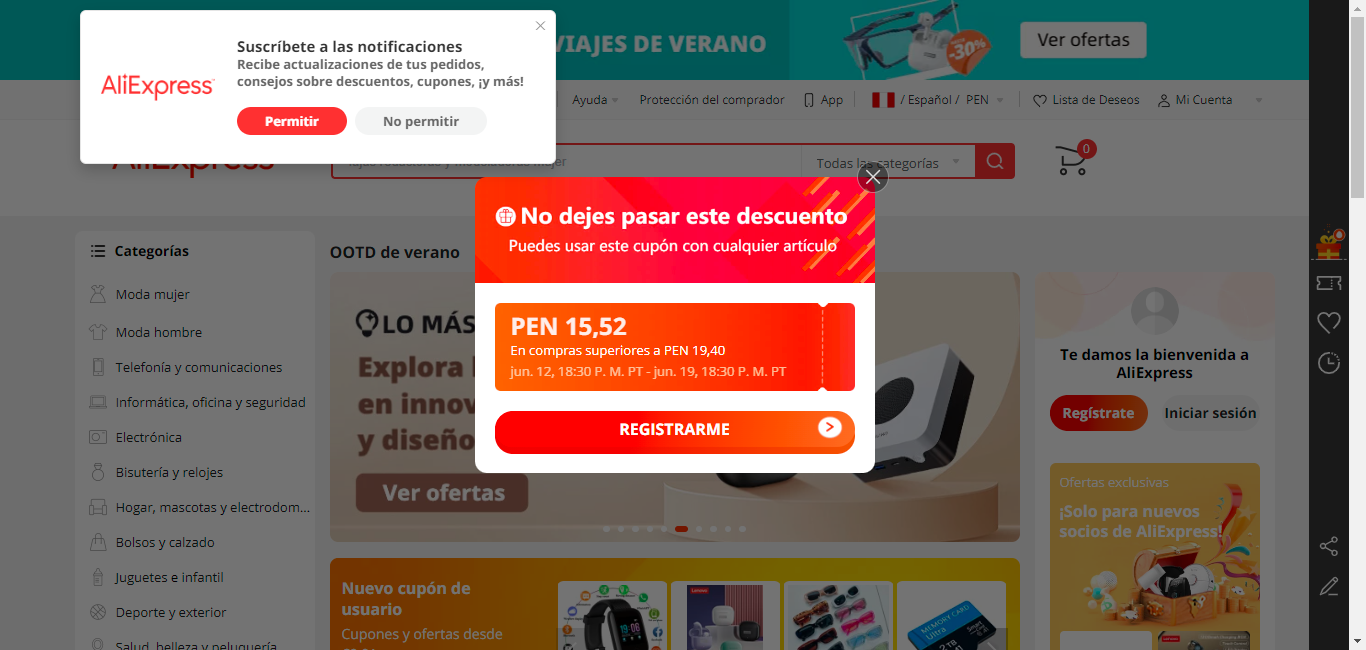 VIAJES DE VERANO
-30%
Ver ofertas
Suscríbete a las notificaciones
Recibe actualizaciones de tus pedidos,
consejos sobre descuentos, cupones, ¡y más!
AliExpress
Permitir
No permitir
Ayuda
Protección del comprador
App
/ Español / PEN
Lista de Deseos
Mi Cuenta
AliExpress
mujer
Todas las categorías
0
No dejes pasar este descuento
Puedes usar este cupón con cualquier artículo
PEN 15,52
En compras superiores a PEN 19,40
jun. 12, 18:30 P. M. PT - jun. 19, 18:30 P. M. PT
REGISTRARME
Categorías
Moda mujer
Moda hombre
Telefonía y comunicaciones
Informática, oficina y seguridad
Electrónica
Bisutería y relojes
Hogar, mascotas y electrodom...
Bolsos y calzado
Juguetes e infantil
Deporte y exterior
Salud, belleza y peluquería
OOTD de verano
LO MÁS
Explora
en innov
y diseño
Ver ofertas
Te damos la bienvenida a
AliExpress
Regístrate
Iniciar sesión
Ofertas exclusivas
¡Solo para nuevos
socios de AliExpress!
Nuevo cupón de
usuario
Cupones y ofertas desde
Lenovo
MEMORY CARD
Ultra
2TB